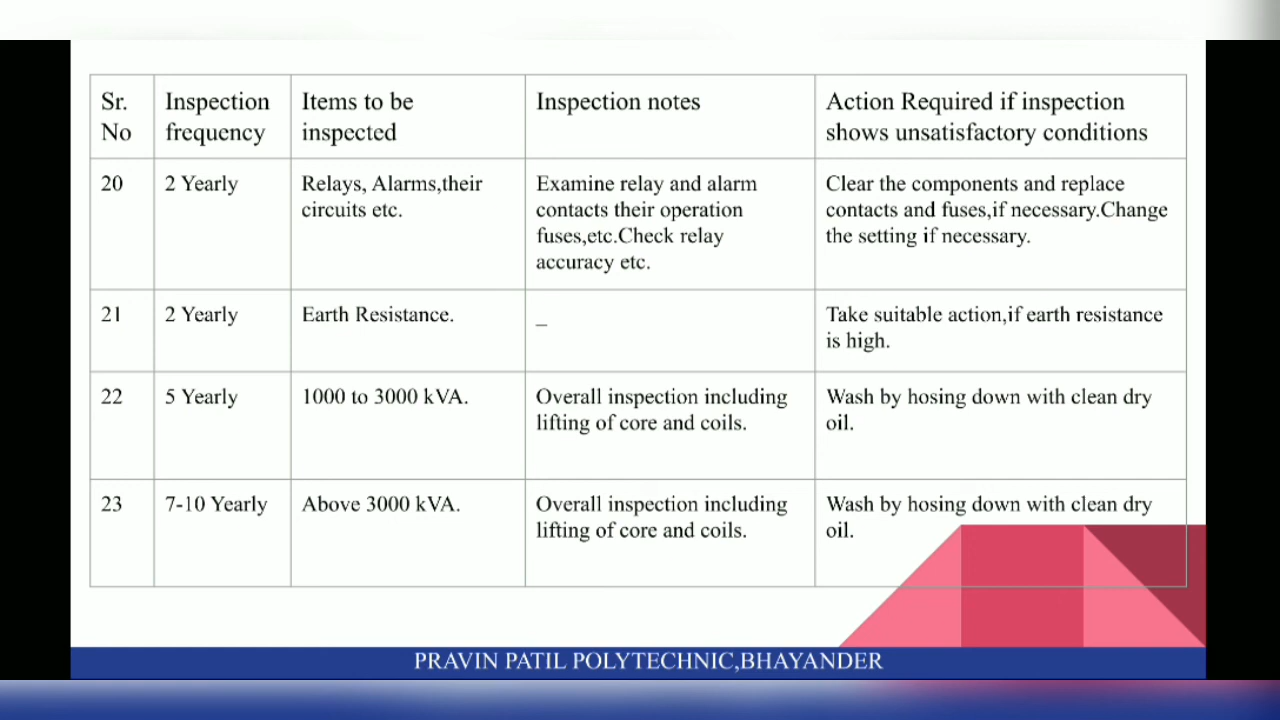 Sr. No
Inspection frequency
Items to be inspected
Inspection notes
Action Required if inspection shows unsatisfactory conditions
20
2 Yearly
Relays, Alarms,their
circuits etc.
Examine relay and alarm
contacts their operation
fuses,etc.Check relay
accuracy etc.
Clear the components and replace
contacts and fuses,if necessary.Change
the setting if necessary.
21
2 Yearly
Earth Resistance.
_
Take suitable action,if earth resistance
is high.
22
5 Yearly
1000 to 3000 kVA.
Overall inspection including
lifting of core and coils.
Wash by hosing down with clean dry
oil.
23
7-10 Yearly
Above 3000 kVA.
Overall inspection including
lifting of core and coils.
Wash by hosing down with clean dry
oil.
PRAVIN PATIL POLYTECHNIC,BHAYANDER